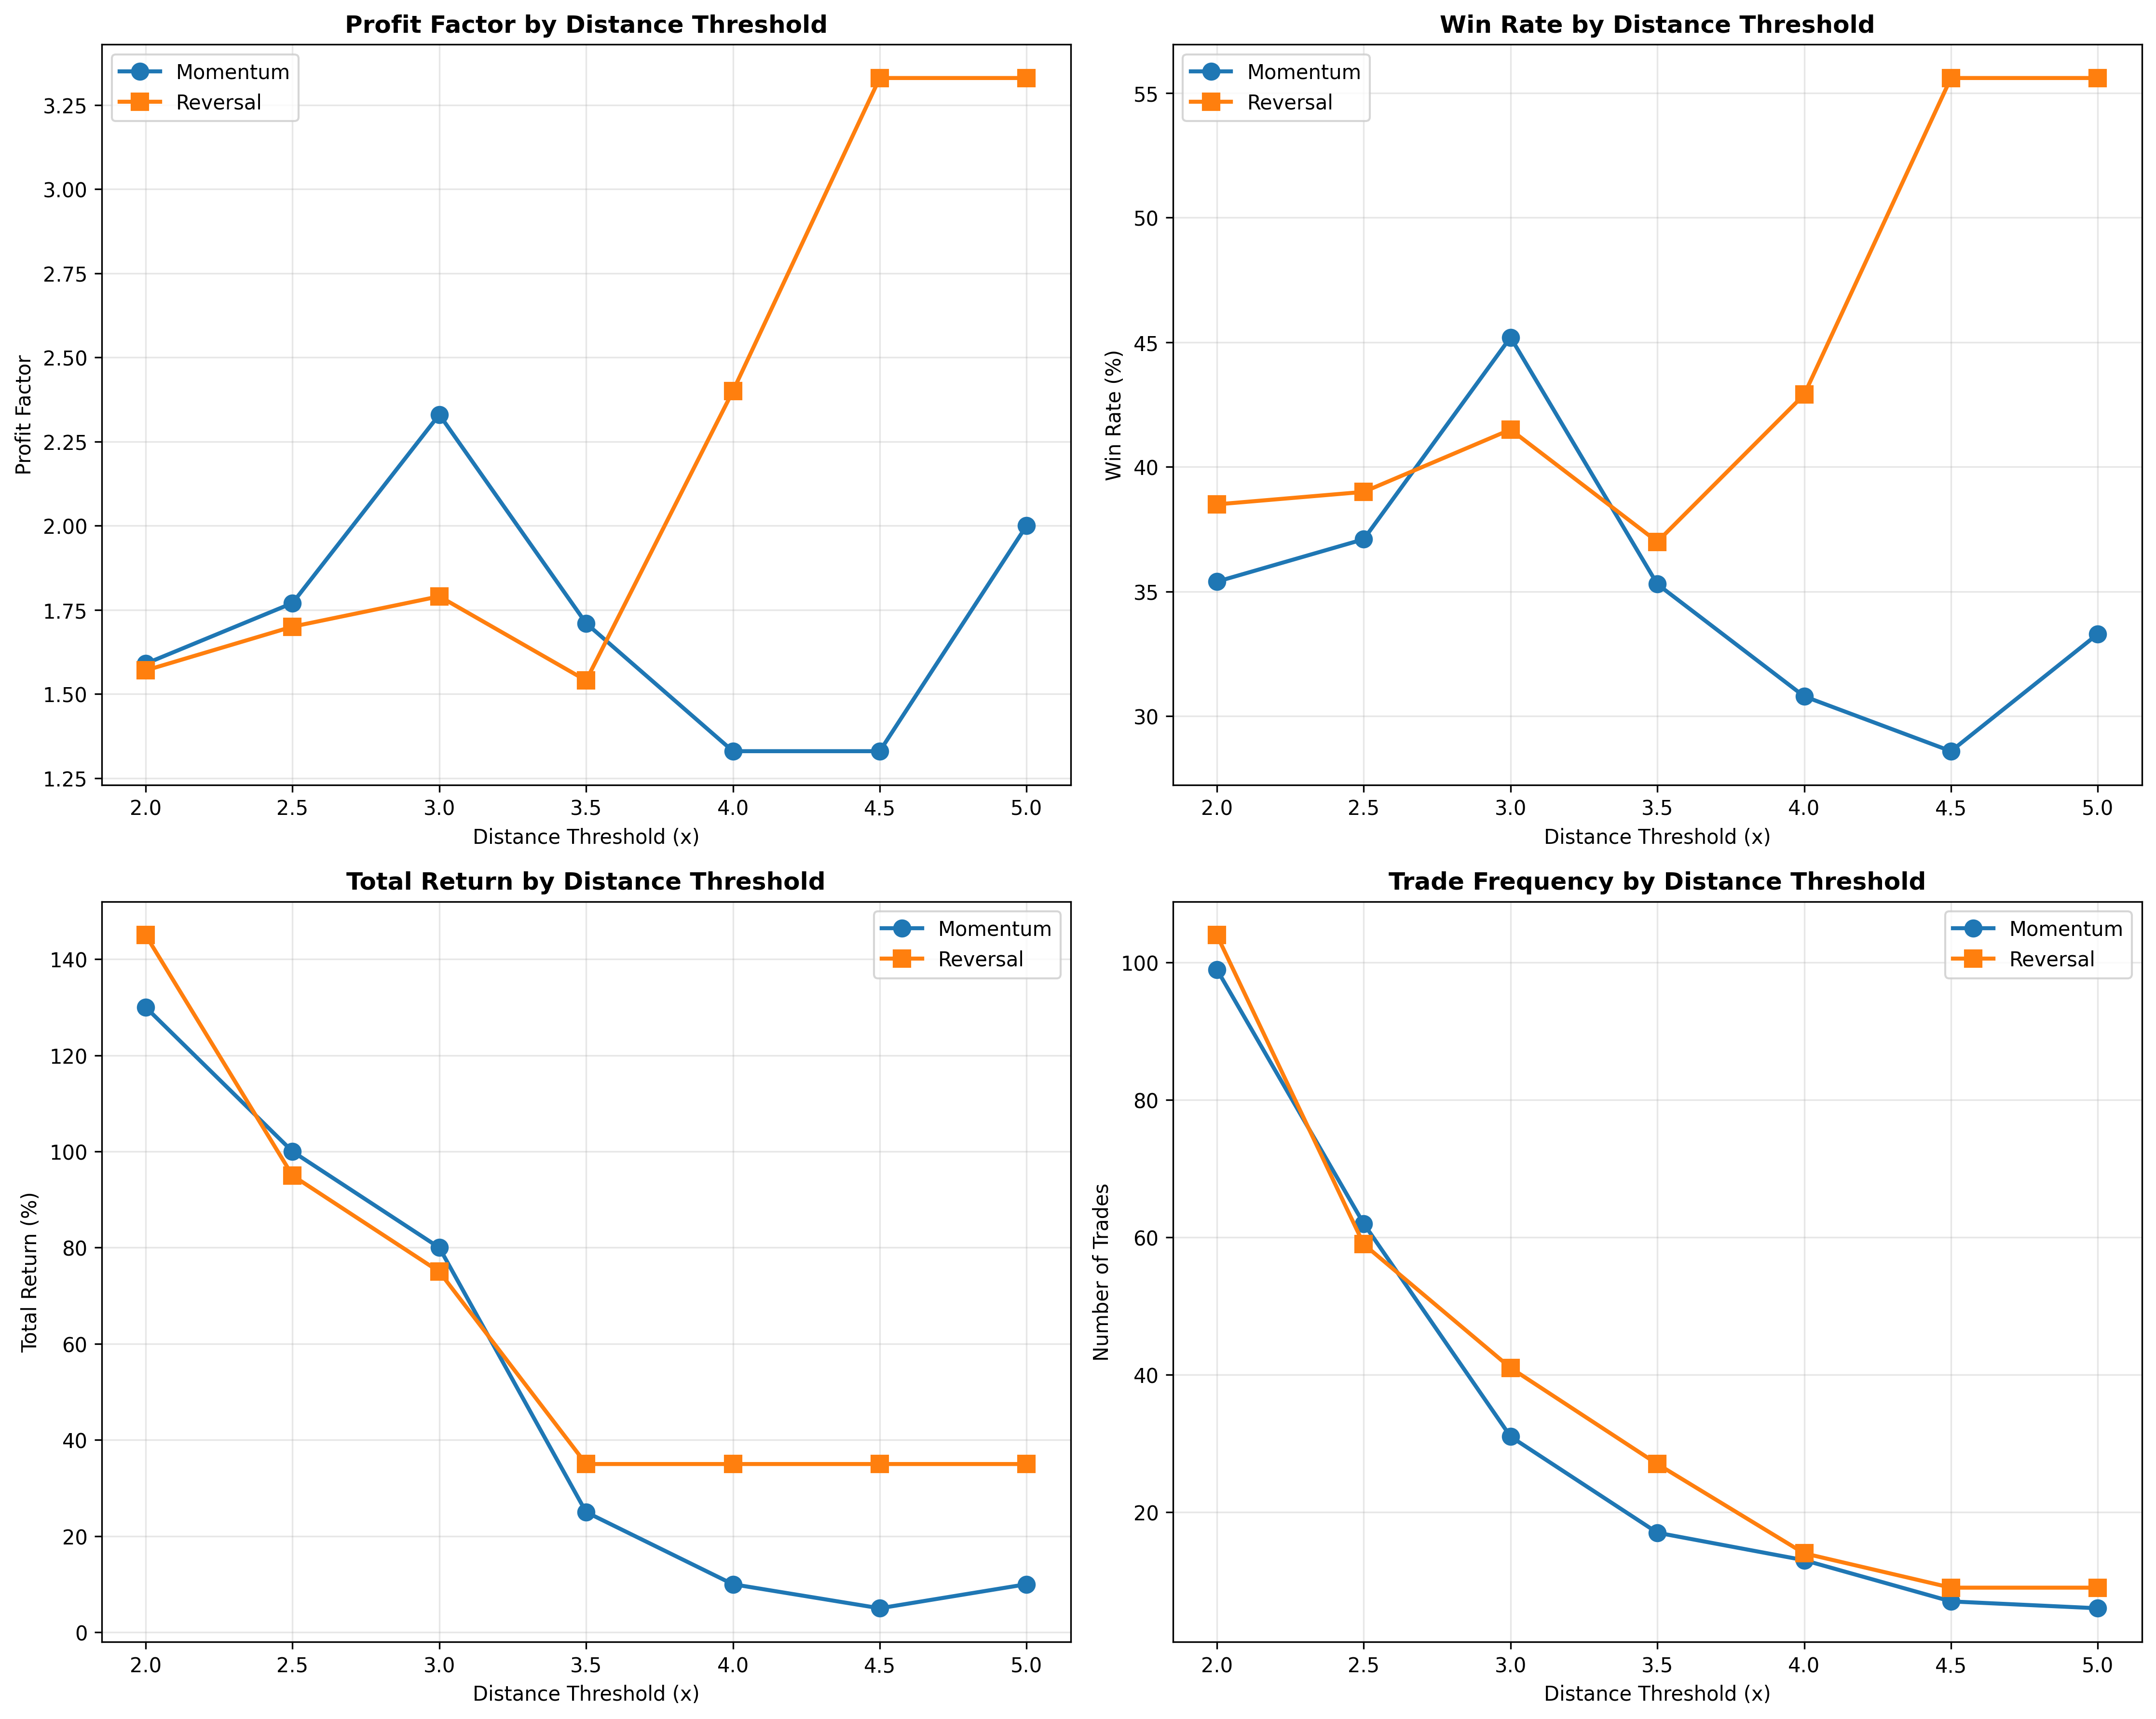 Profit Factor by Distance Threshold
Momentum
Reversal
3.25
3.00
2.75
2.50
2.25
2.00
1.75
1.50
1.25
Profit Factor
2.0 2.5 3.0 3.5 4.0 4.5 5.0
Distance Threshold (x)
Win Rate by Distance Threshold
Momentum
Reversal
55
50
45
40
35
30
Win Rate (%)
2.0 2.5 3.0 3.5 4.0 4.5 5.0
Distance Threshold (x)
Total Return by Distance Threshold
Momentum
Reversal
140
120
100
80
60
40
20
0
Total Return (%)
2.0 2.5 3.0 3.5 4.0 4.5 5.0
Distance Threshold (x)
Trade Frequency by Distance Threshold
Momentum
Reversal
100
80
60
40
20
Number of Trades
2.0 2.5 3.0 3.5 4.0 4.5 5.0
Distance Threshold (x)